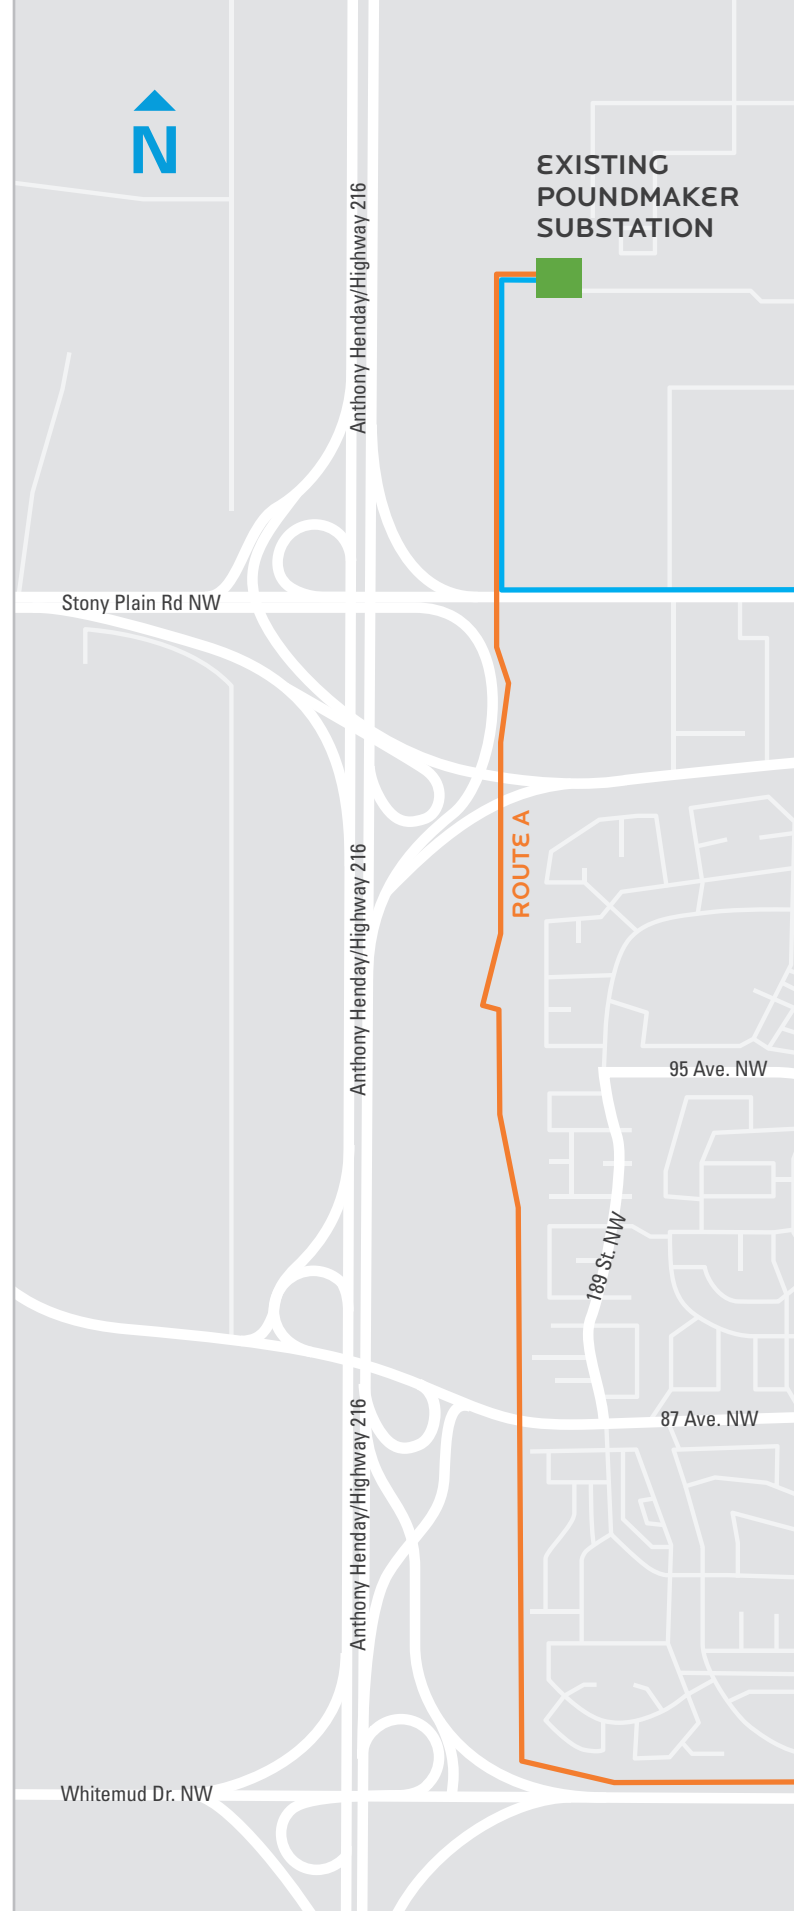 N
EXISTING
POUNDMAKER
SUBSTATION
Anthony Henday/Highway 216
Stony Plain Rd NW
ROUTE A
Anthony Henday/Highway 216
95 Ave. NW
189 St. NW
87 Ave. NW
Anthony Henday/Highway 216
Whitemud Dr. NW